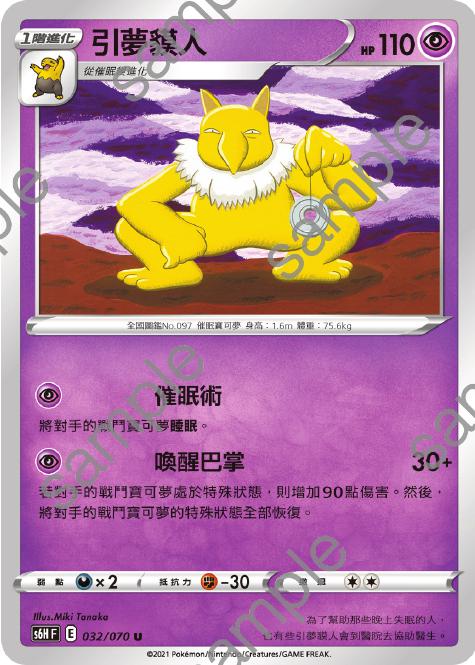 1階進化
引夢貘人
HP 110
從催眠貘進化
全國圖鑑No.097 催眠寶可夢 身高：1.6m 體重：75.6kg
催眠術
將對手的戰鬥寶可夢睡眠。
喚醒巴掌 30+
若對手的戰鬥寶可夢處於特殊狀態，則增加90點傷害。然後，
將對手的戰鬥寶可夢的特殊狀態全部恢復。
弱點 ×2 抵抗力 -30 撤退
Illus.Miki Tanaka
S6H F E 032/070 U
為了幫助那些晚上失眠的人，
也有些引夢貘人會到醫院去協助醫生。
©2021 Pokémon/Nintendo/Creatures/GAME FREAK.
sample
sample
sample
sample
sample
sample
sample
sample